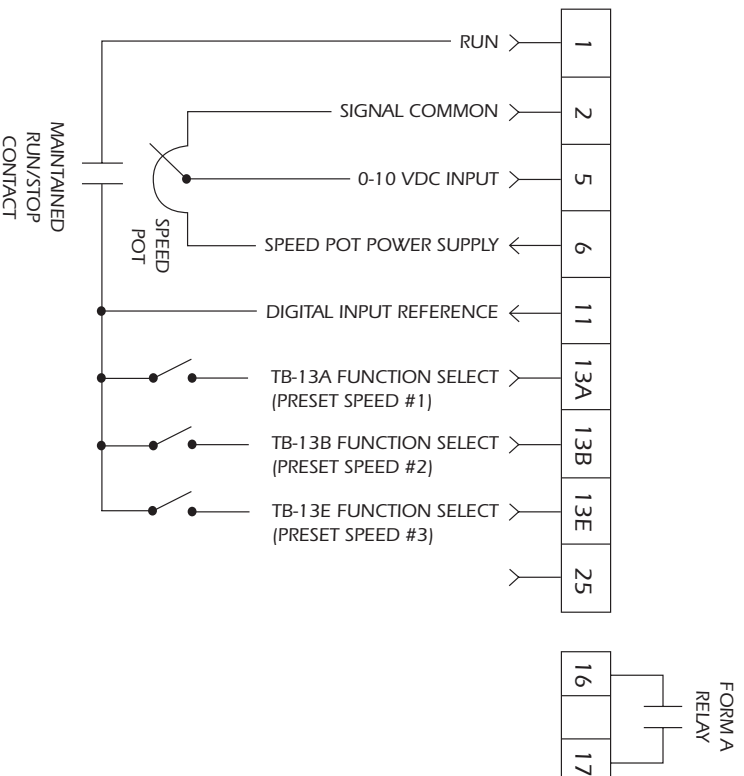 RUN
1
SIGNAL COMMON
2
0-10 VDC INPUT
5
SPEED POT POWER SUPPLY
6
DIGITAL INPUT REFERENCE
11
TB-13A FUNCTION SELECT
(PRESET SPEED #1)
13A
TB-13B FUNCTION SELECT
(PRESET SPEED #2)
13B
TB-13E FUNCTION SELECT
(PRESET SPEED #3)
13E
25
MAINTAINED
RUN/STOP
CONTACT
SPEED
POT
16
17
FORM A
RELAY